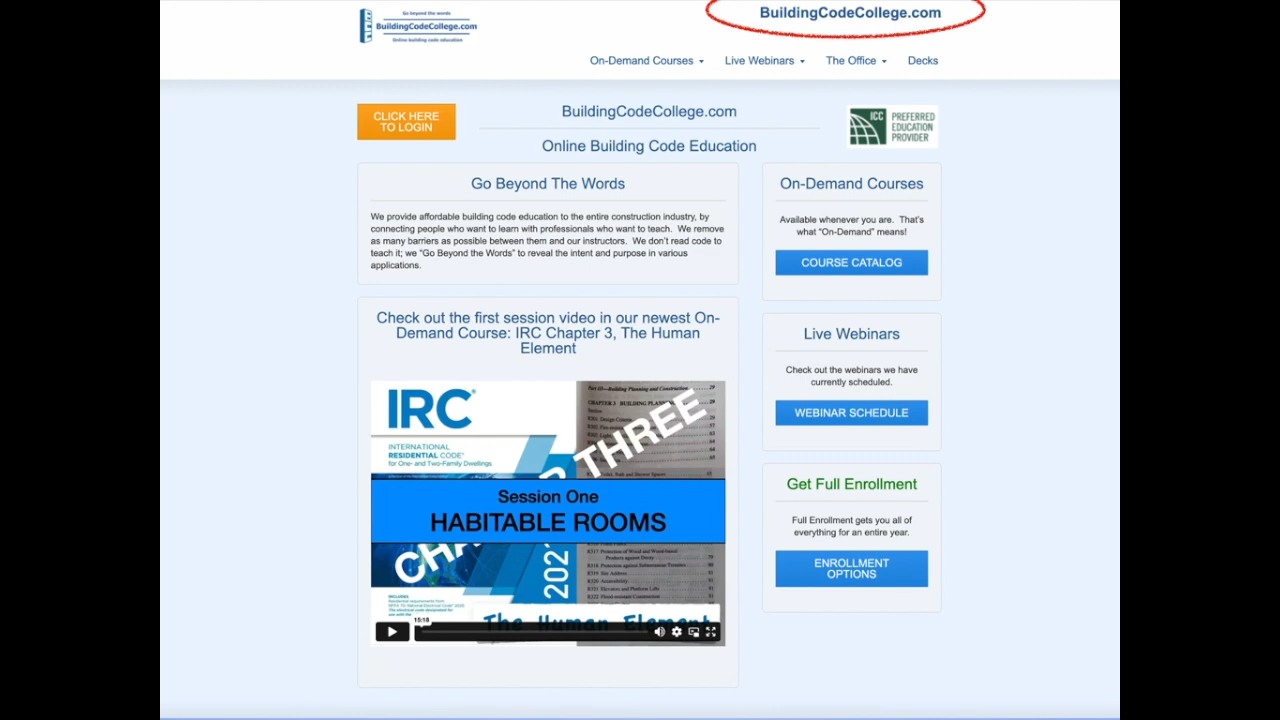 Go beyond the words
BuildingCodeCollege.com
Online building code education
BuildingCodeCollege.com
On-Demand Courses
Live Webinars
The Office
Decks
CLICK HERE
TO LOGIN
BuildingCodeCollege.com
Online Building Code Education
ICC
PREFERRED
EDUCATION
PROVIDER
Go Beyond The Words
We provide affordable building code education to the entire construction industry, by
connecting people who want to learn with professionals who want to teach. We remove
as many barriers as possible between them and our instructors. We don't read code to
teach it; we "Go Beyond the Words" to reveal the intent and purpose in various
applications.
On-Demand Courses
Available whenever you are. That's
what "On-Demand" means!
COURSE CATALOG
Check out the first session video in our newest On-
Demand Course: IRC Chapter 3, The Human
Element
IRC
INTERNATIONAL
RESIDENTIAL CODE
for One- and Two-Family Dwellings
THREE
Session One
HABITABLE ROOMS
The Human Element
15:18
Live Webinars
Check out the webinars we have
currently scheduled.
WEBINAR SCHEDULE
Get Full Enrollment
Full Enrollment gets you all of
everything for an entire year.
ENROLLMENT
OPTIONS